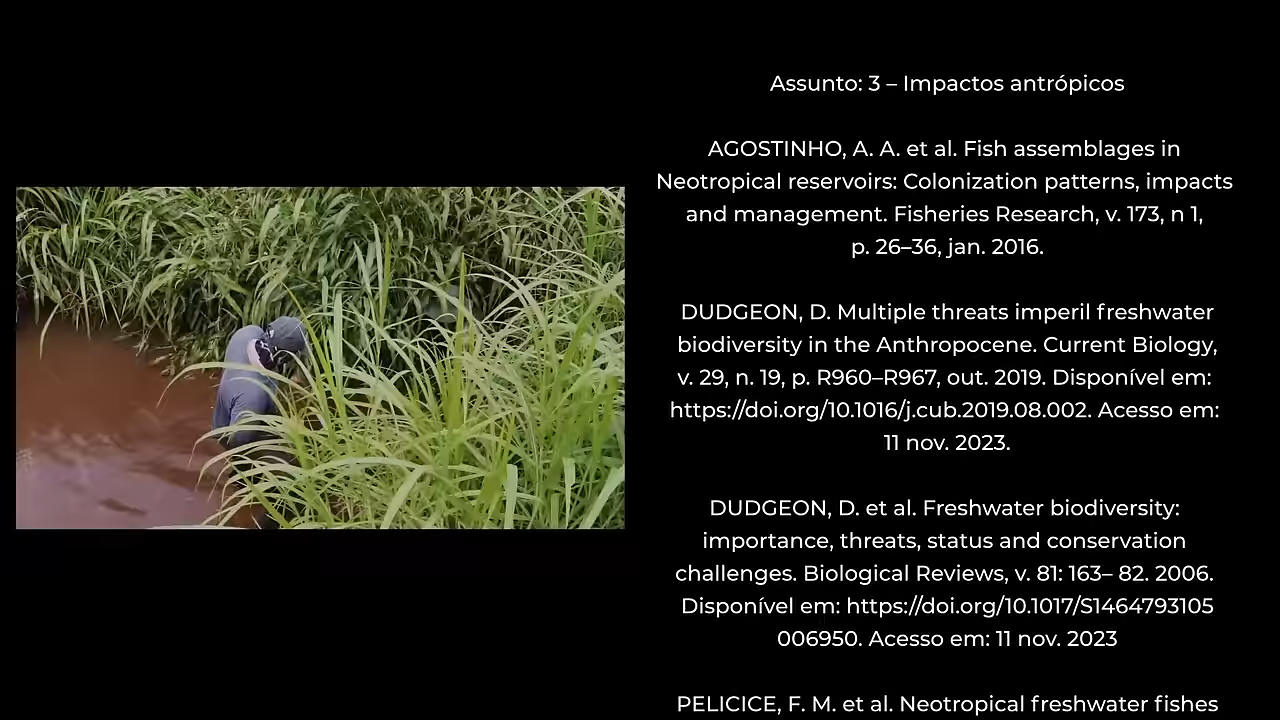 Assunto: 3 – Impactos antrópicos
AGOSTINHO, A. A. et al. Fish assemblages in
Neotropical reservoirs: Colonization patterns, impacts
and management. Fisheries Research, v. 173, n 1,
p. 26–36, jan. 2016.
DUDGEON, D. Multiple threats imperil freshwater
biodiversity in the Anthropocene. Current Biology,
v. 29, n. 19, p. R960–R967, out. 2019. Disponível em:
https://doi.org/10.1016/j.cub.2019.08.002. Acesso em:
11 nov. 2023.
DUDGEON, D. et al. Freshwater biodiversity:
importance, threats, status and conservation
challenges. Biological Reviews, v. 81: 163– 82. 2006.
Disponível em: https://doi.org/10.1017/S1464793105
006950. Acesso em: 11 nov. 2023
PELICICE, F. M. et al. Neotropical freshwater fishes